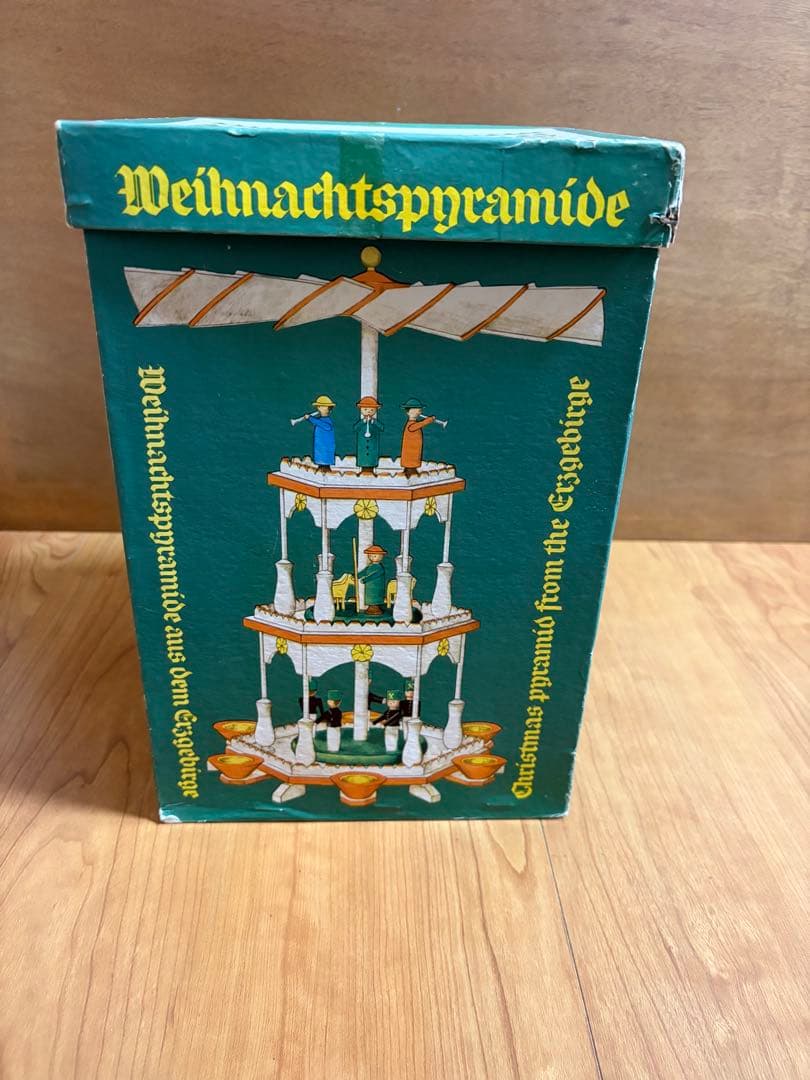 Weihnachtspyramide
Weihnachtspyramide aus dem Erzgebirge
Christmas pyramid from the Erzgebirge